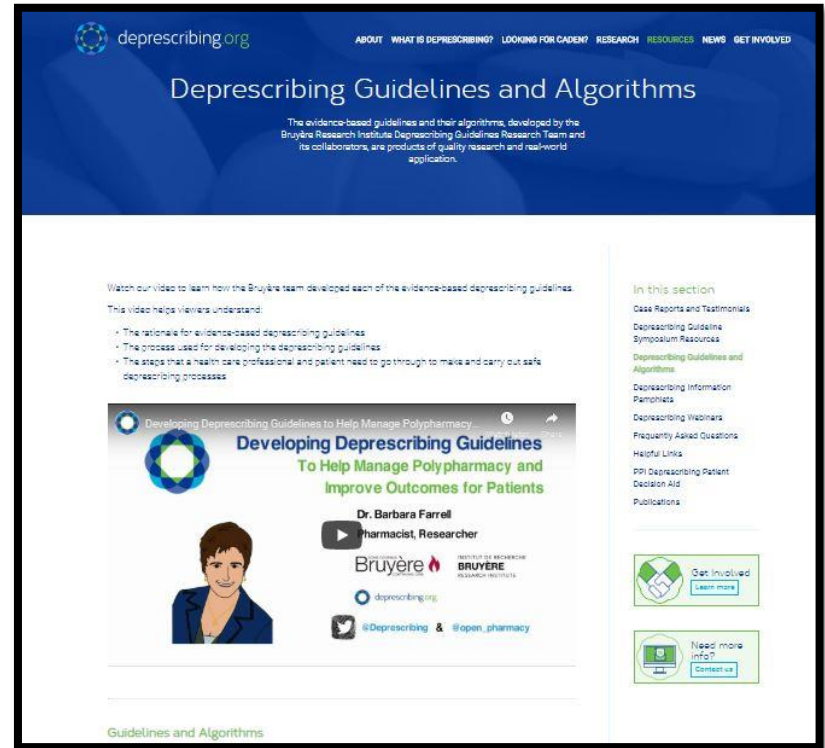 deprescribing.org
ABOUT WHAT IS DEPRESCRIBING? LOOKING FOR CADEN? RESEARCH RESOURCES NEWS GET INVOLVED
Deprescribing Guidelines and Algorithms
The evidence-based guidelines and their algorithms, developed by the
Bruyère Research Institute Deprescribing Guidelines Research Team and
its collaborators, are products of quality research and real-world
application.
Watch our video to learn how the Bruyère team developed each of the evidence-based deprescribing guidelines.
This video helps viewers understand:
• The rationale for evidence-based deprescribing guidelines
• The process used for developing the deprescribing guidelines
• The steps that a health care professional and patient need to go through to make and carry out safe
deprescribing processes
Developing Deprescribing Guidelines to Help Manage Polypharmacy...
Developing Deprescribing Guidelines
To Help Manage Polypharmacy and
Improve Outcomes for Patients
Dr. Barbara Farrell
Pharmacist, Researcher
Bruyère
INSTITUT DE RECHERCHE
BRUYÈRE
RESEARCH INSTITUTE
deprescribing.org
@Deprescribing & @open_pharmacy
Guidelines and Algorithms
In this section
Case Reports and Testimonials
Deprescribing Guideline
Symposium Resources
Deprescribing Guidelines and
Algorithms
Deprescribing Information
Pamphlets
Deprescribing Webinars
Frequently Asked Questions
Helpful Links
PPI Deprescribing Patient
Decision Aid
Publications
Get Involved
Learn more
Need more
info?
Contact us